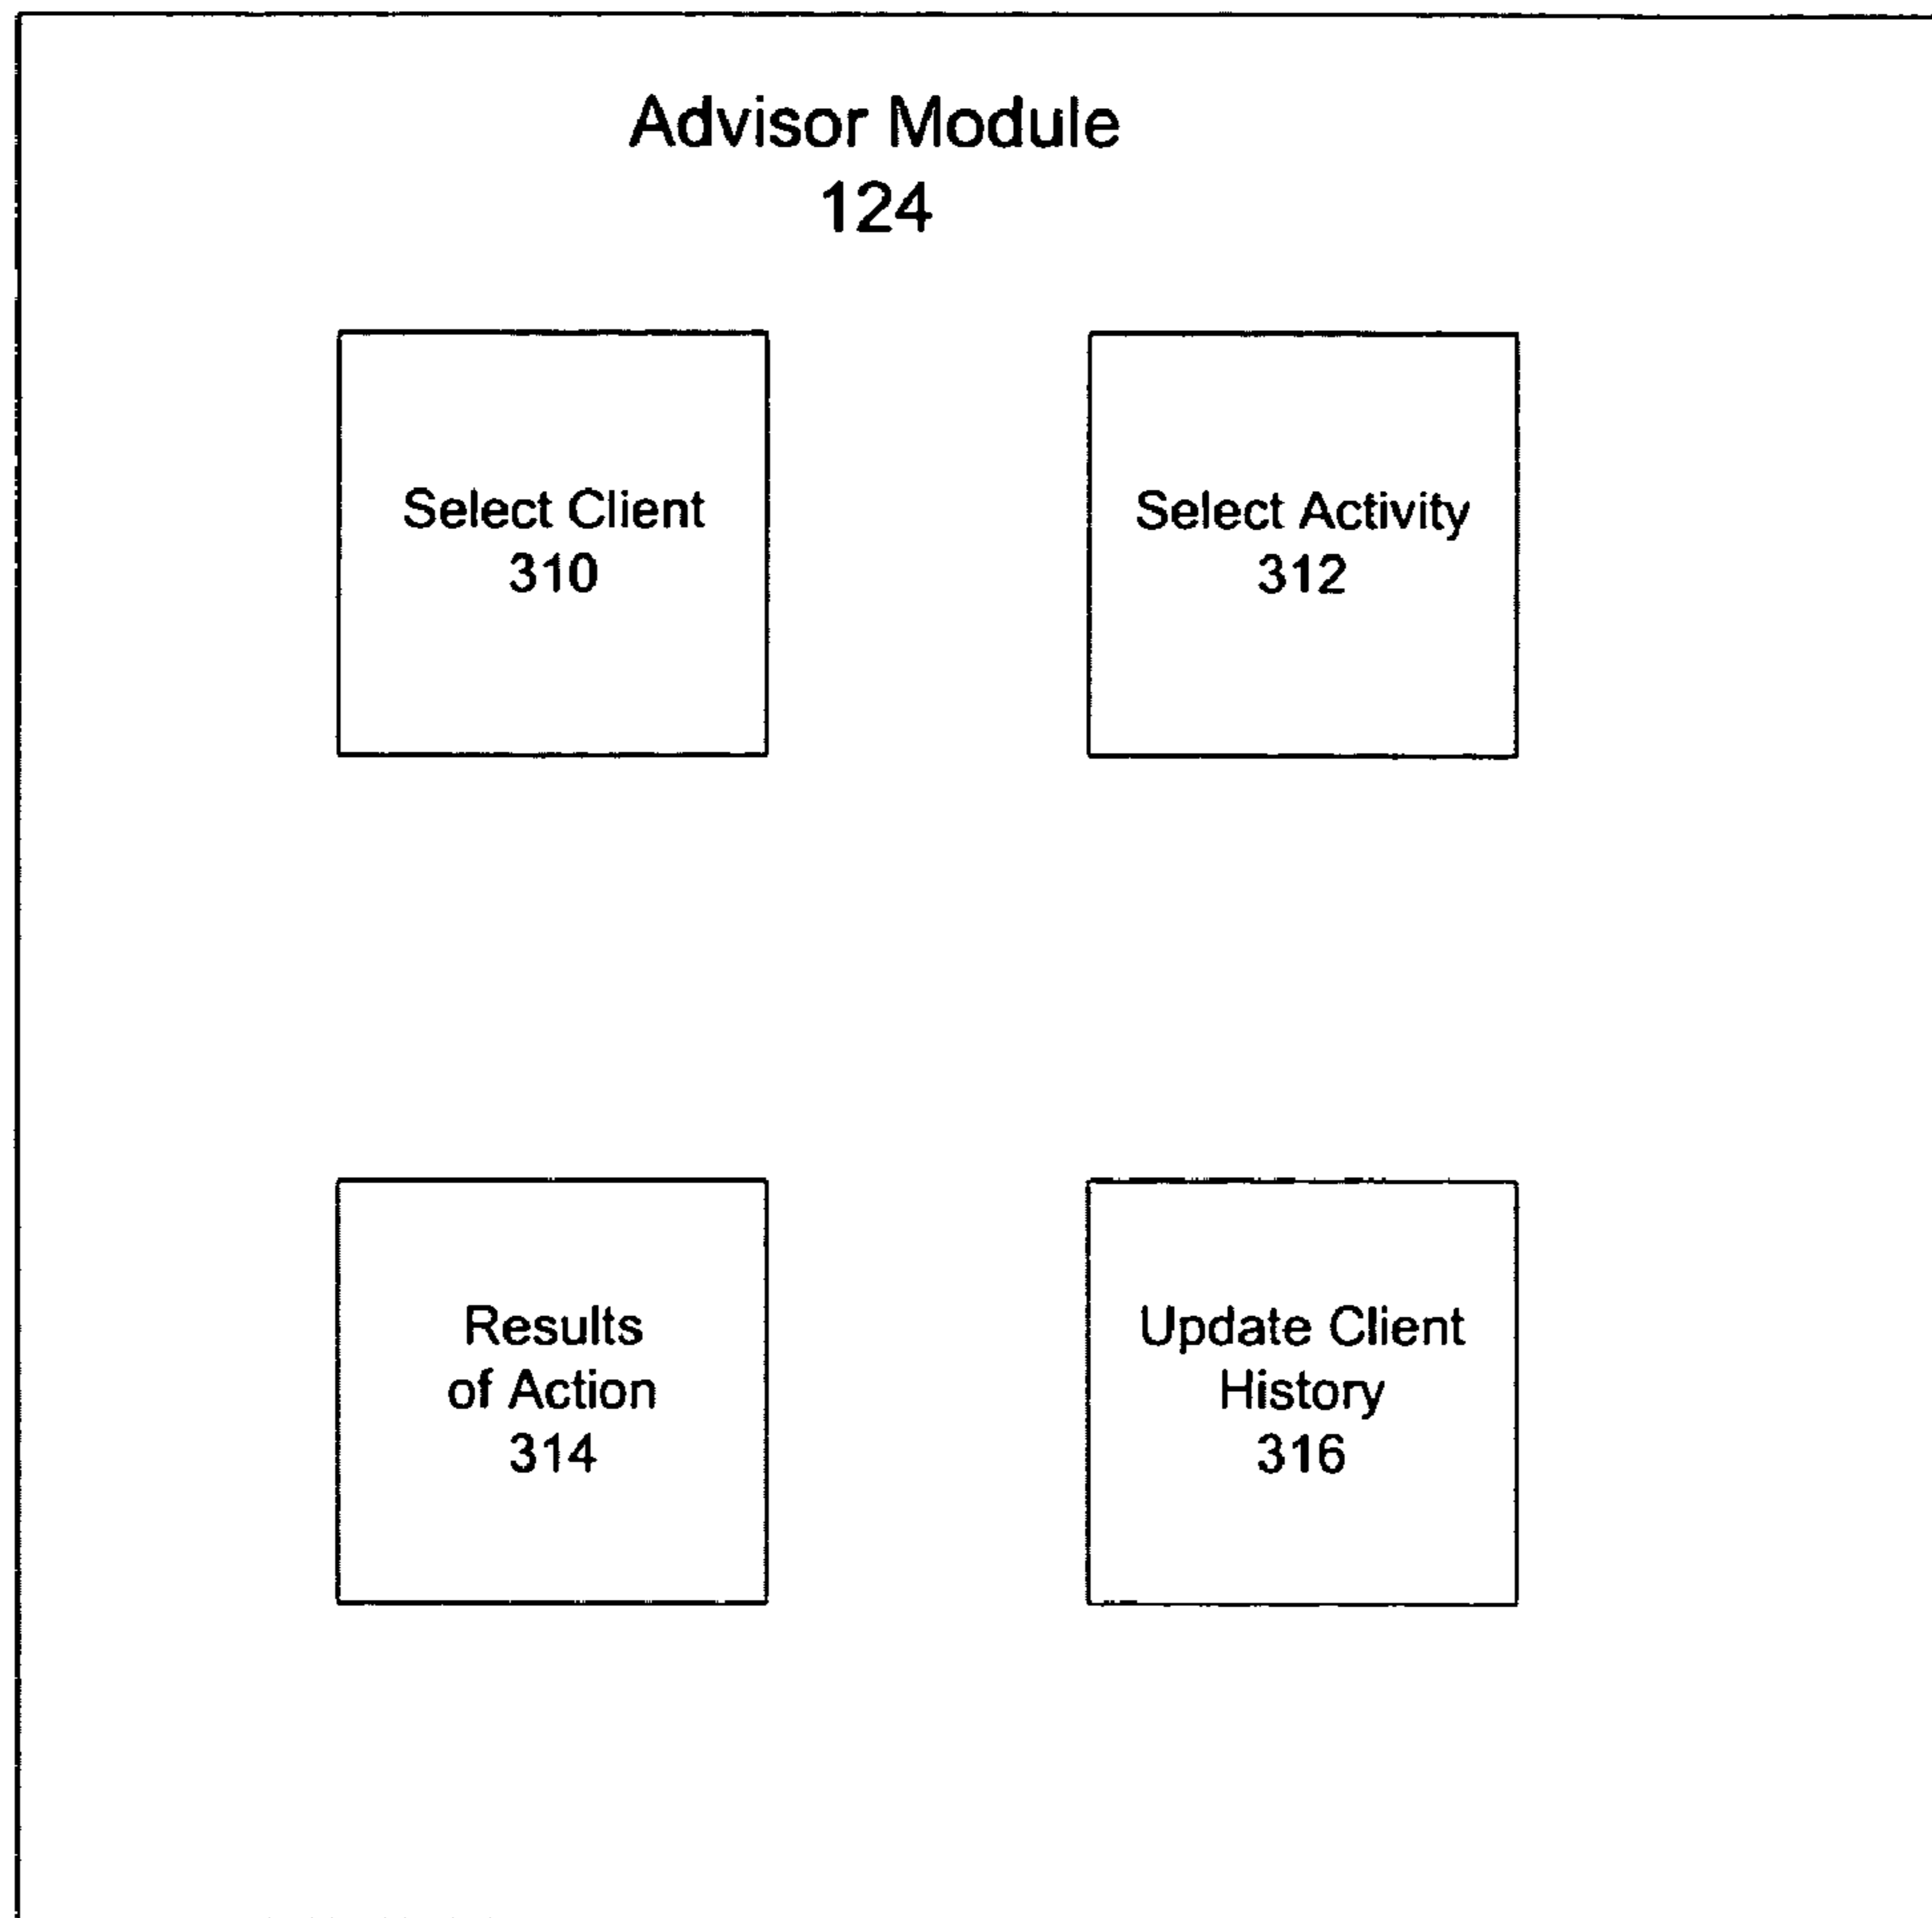 Advisor Module
124
Select Client
310
Select Activity
312
Results
of Action
314
Update Client
History
316